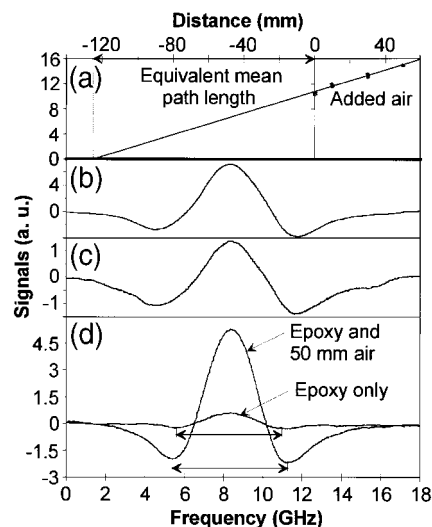 Distance (mm)
-120 -80 -40 0 40
16
12
8
4
0
(a)
Equivalent mean
path length
Added air
4
0
(b)
1
0
-1
(c)
Signals (a. u.)
4.5
3
1.5
0
-1.5
-3
(d)
Epoxy and
50 mm air
Epoxy only
0 2 4 6 8 10 12 14 16 18
Frequency (GHz)